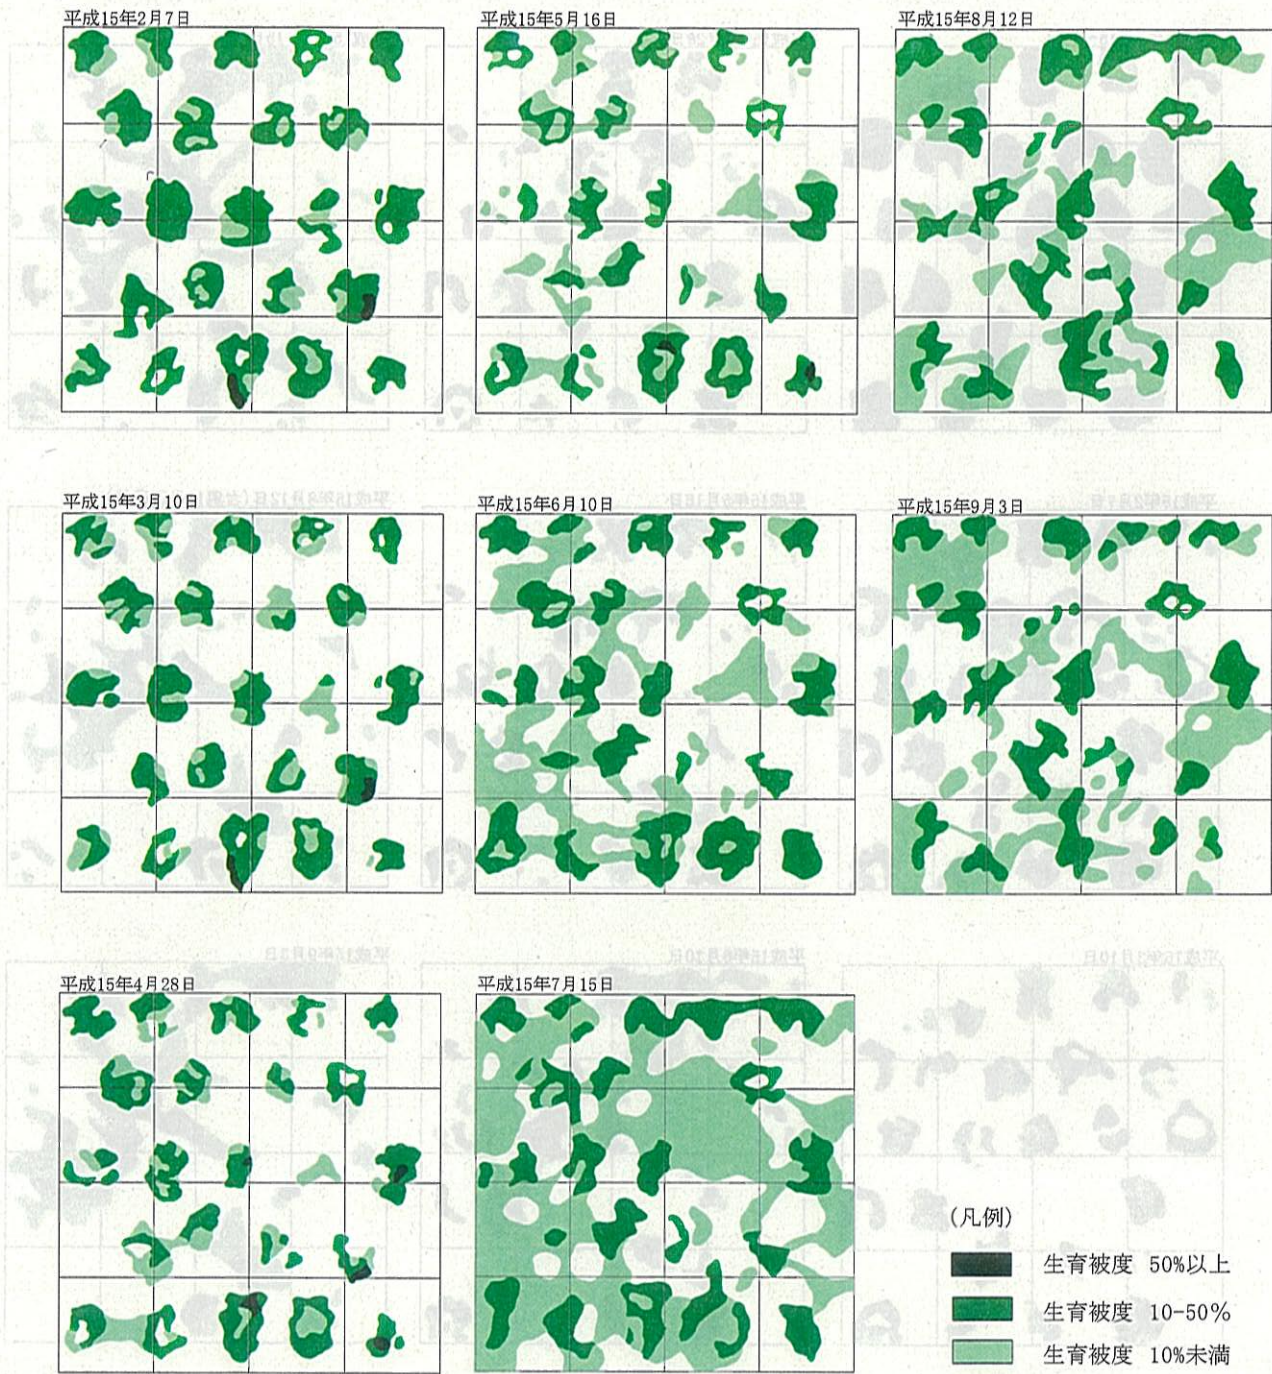 平成15年2月7日
平成15年5月16日
平成15年8月12日
平成15年3月10日
平成15年6月10日
平成15年9月3日
平成15年4月28日
平成15年7月15日
(凡例)
生育被度 50%以上
生育被度 10-50%
生育被度 10%未満